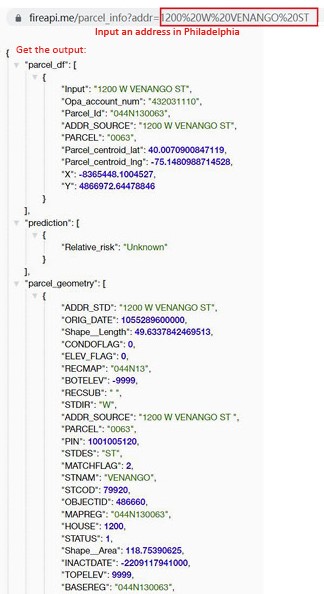 fireapi.me/parcel_info?addr=1200%20W%20VENANGO%20ST
Input an address in Philadelphia
Get the output:
{
"parcel_df": [
{
"Input": "1200 W VENANGO ST",
"Opa_account_num": "432031110",
"Parcel_Id": "044N130063",
"ADDR_SOURCE": "1200 W VENANGO ST",
"PARCEL": "0063",
"Parcel_centroid_lat": 40.0070900847119,
"Parcel_centroid_lng": -75.1480988714528,
"X": -8365448.1004527,
"Y": 4866972.64478846
}
],
"prediction": [
{
"Relative_risk": "Unknown"
}
],
"parcel_geometry": [
{
"ADDR_STD": "1200 W VENANGO ST",
"ORIG_DATE": 1055289600000,
"Shape__Length": 49.6337842469513,
"CONDOFLAG": 0,
"ELEV_FLAG": 0,
"RECMAP": "044N13",
"BOTELEV": -9999,
"RECSUB": " ",
"STDIR": "W",
"ADDR_SOURCE": "1200 W VENANGO ST ",
"PARCEL": "0063",
"PIN": 1001005120,
"STDES": "ST",
"MATCHFLAG": 2,
"STNAM": "VENANGO",
"STCOD": 79920,
"OBJECTID": 486660,
"MAPREG": "044N130063",
"HOUSE": 1200,
"STATUS": 1,
"Shape__Area": 118.75390625,
"INACTDATE": -2209117941000,
"TOPELEV": 9999,
"BASEREG": "044N130063",